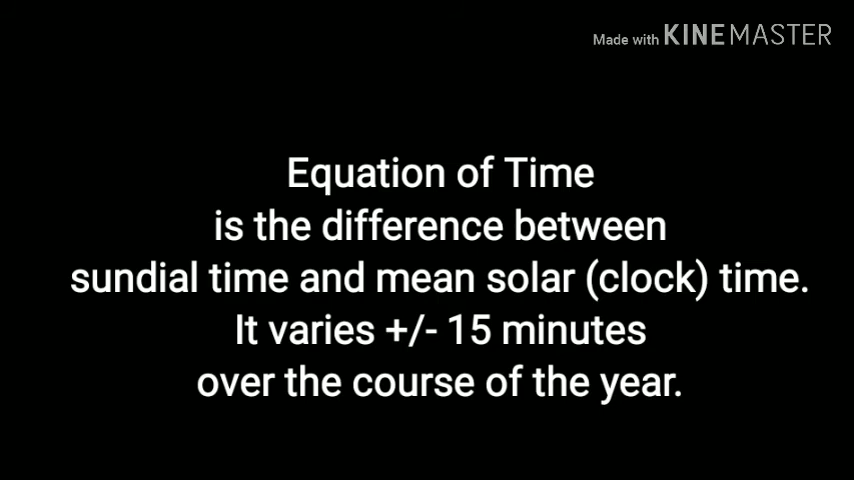 Made with KINEMASTER
Equation of Time
is the difference between
sundial time and mean solar (clock) time.
It varies +/- 15 minutes
over the course of the year.